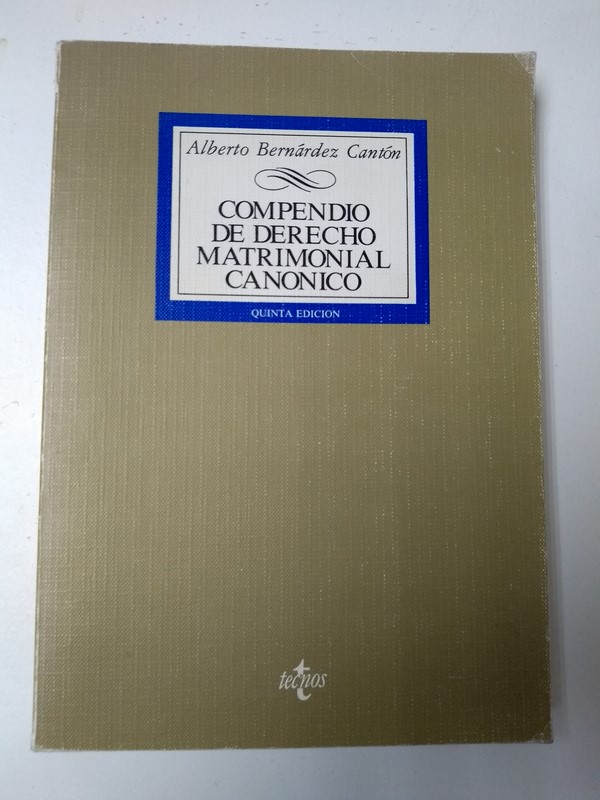 Alberto Bernárdez Cantón
COMPENDIO
DE DERECHO
MATRIMONIAL
CANONICO
QUINTA EDICION
tecnos